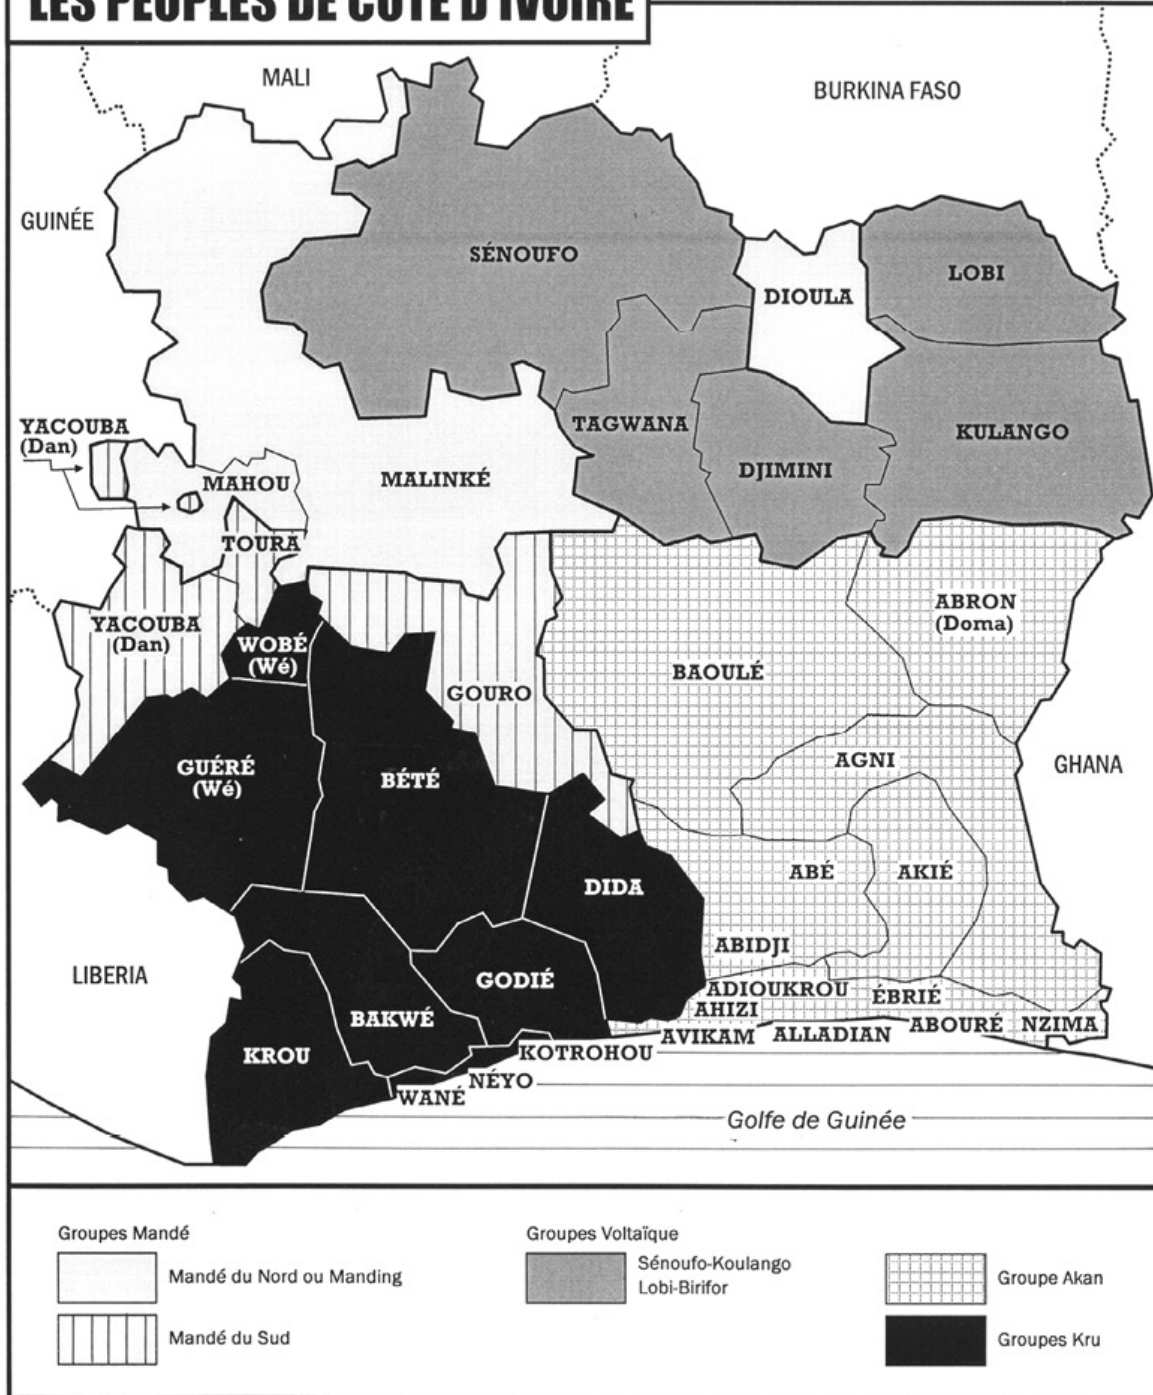 LES PEUPLES DE CÔTE D'IVOIRE
MALI
BURKINA FASO
GUINÉE
SÉNOUFO
LOBI
DIOULA
YACOUBA
(Dan)
TAGWANA
KULANGO
DJIMINI
MALINKÉ
MAHOU
TOURA
ABRON
(Doma)
YACOUBA
(Dan)
WOBÉ
(Wé)
BAOULÉ
GOURO
GUÉRÉ
(Wé)
BÉTÉ
AGNI
GHANA
ABÉ
AKIÉ
DIDA
ABIDJI
LIBERIA
GODIÉ
ADIOUKROU
ÉBRIÉ
AHIZI
BAKWÉ
AVIKAM
ALLADIAN
ABOURÉ
NZIMA
KROU
KOTROHOU
NÉYO
WANÉ
Golfe de Guinée
Groupes Mandé
Mandé du Nord ou Manding
Mandé du Sud
Groupes Voltaïque
Sénoufo-Koulango
Lobi-Birifor
Groupe Akan
Groupes Kru